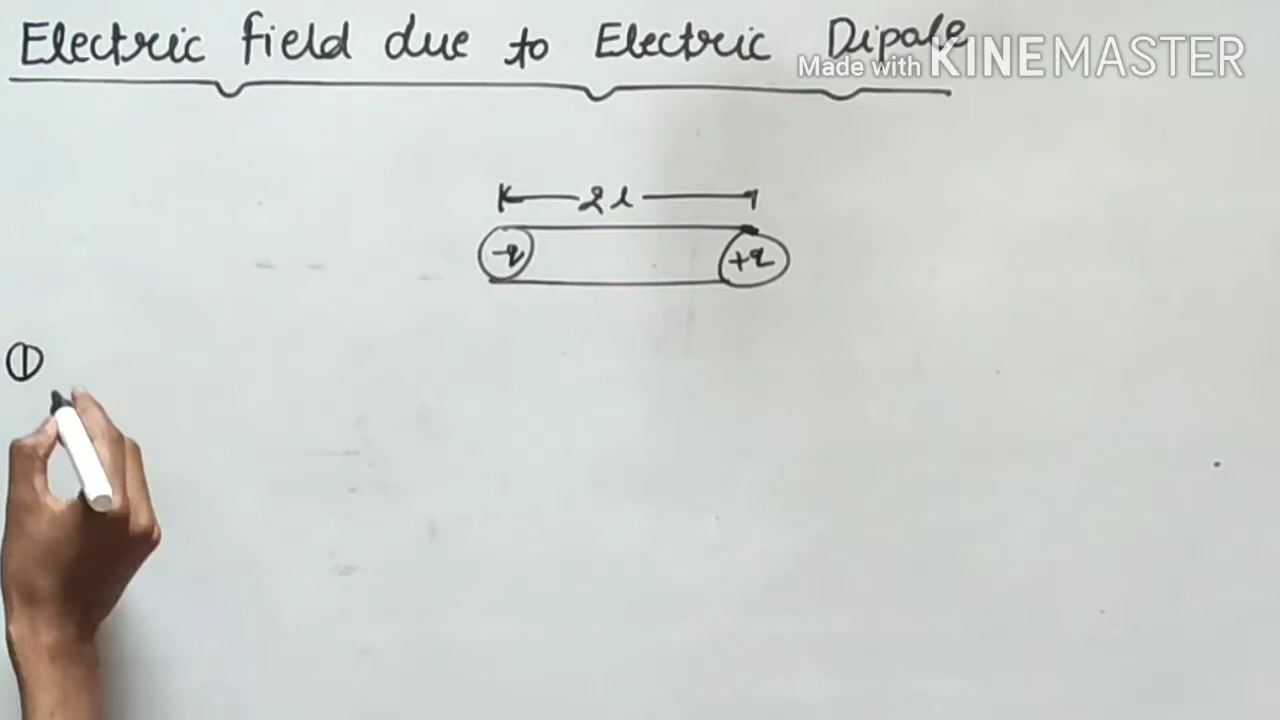 Electric field due to Electric Dipole
Made with KINEMASTER
2l
-q
+q
①